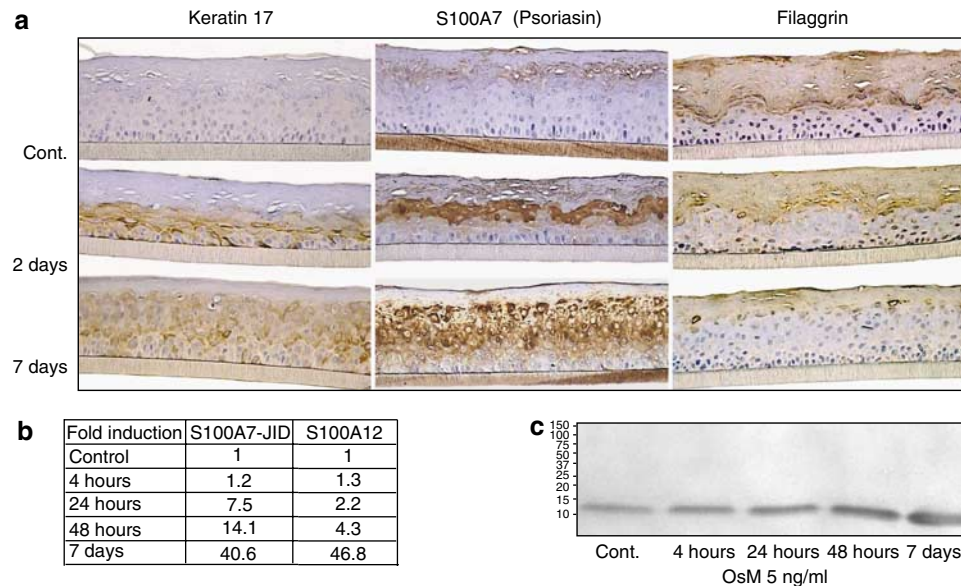 a
Keratin 17 S100A7 (Psoriasin) Filaggrin
Cont.
2 days
7 days
b
Fold induction S100A7-JID S100A12
Control 1 1
4 hours 1.2 1.3
24 hours 7.5 2.2
48 hours 14.1 4.3
7 days 40.6 46.8
c
150
100
75
50
37
25
20
15
10
Cont. 4 hours 24 hours 48 hours 7 days
OsM 5 ng/ml